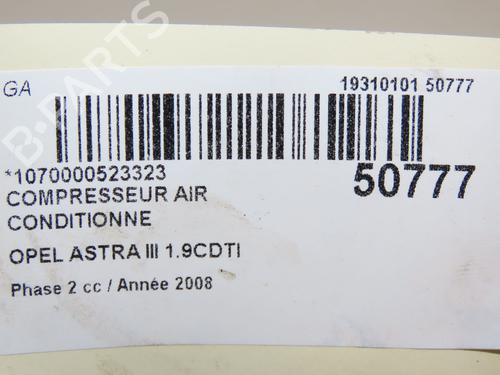 GA
19310101 50777
*1070000523323
50777
COMPRESSEUR AIR
CONDITIONNE
OPEL ASTRA III 1.9CDTI
Phase 2 cc / Année 2008
B-PARTS